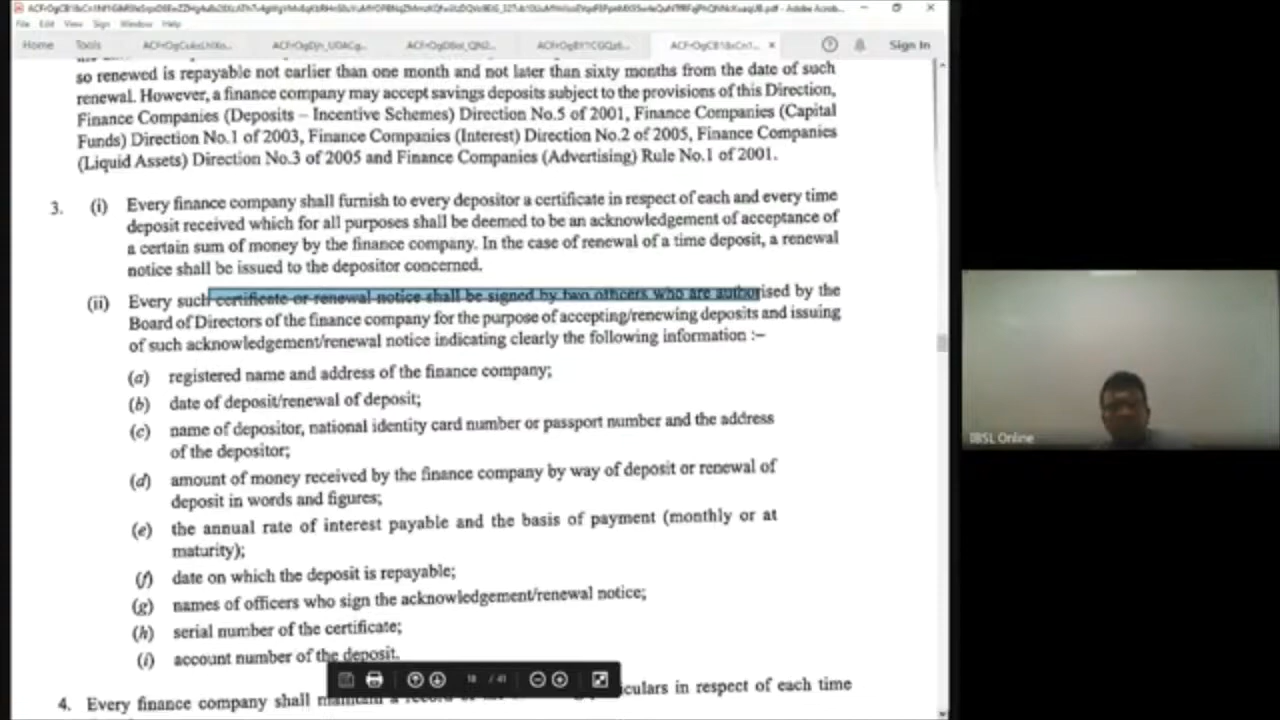 Adobe Acrob...
File Edit View Sign Window Help
Home Tools Sign In
so renewed is repayable not earlier than one month and not later than sixty months from the date of such
renewal. However, a finance company may accept savings deposits subject to the provisions of this Direction,
Finance Companies (Deposits – Incentive Schemes) Direction No.5 of 2001, Finance Companies (Capital
Funds) Direction No.1 of 2003, Finance Companies (Interest) Direction No.2 of 2005, Finance Companies
(Liquid Assets) Direction No.3 of 2005 and Finance Companies (Advertising) Rule No.1 of 2001.
3. (i) Every finance company shall furnish to every depositor a certificate in respect of each and every time
deposit received which for all purposes shall be deemed to be an acknowledgement of acceptance of
a certain sum of money by the finance company. In the case of renewal of a time deposit, a renewal
notice shall be issued to the depositor concerned.
(ii) Every such certificate or renewal notice shall be signed by two officers who are authorised by the
Board of Directors of the finance company for the purpose of accepting/renewing deposits and issuing
of such acknowledgement/renewal notice indicating clearly the following information :–
(a) registered name and address of the finance company;
(b) date of deposit/renewal of deposit;
(c) name of depositor, national identity card number or passport number and the address
of the depositor;
(d) amount of money received by the finance company by way of deposit or renewal of
deposit in words and figures;
(e) the annual rate of interest payable and the basis of payment (monthly or at
maturity);
(f) date on which the deposit is repayable;
(g) names of officers who sign the acknowledgement/renewal notice;
(h) serial number of the certificate;
(i) account number of the deposit.
18 / 41
4. Every finance company shall maintain a record iculars in respect of each time
IBSL Online